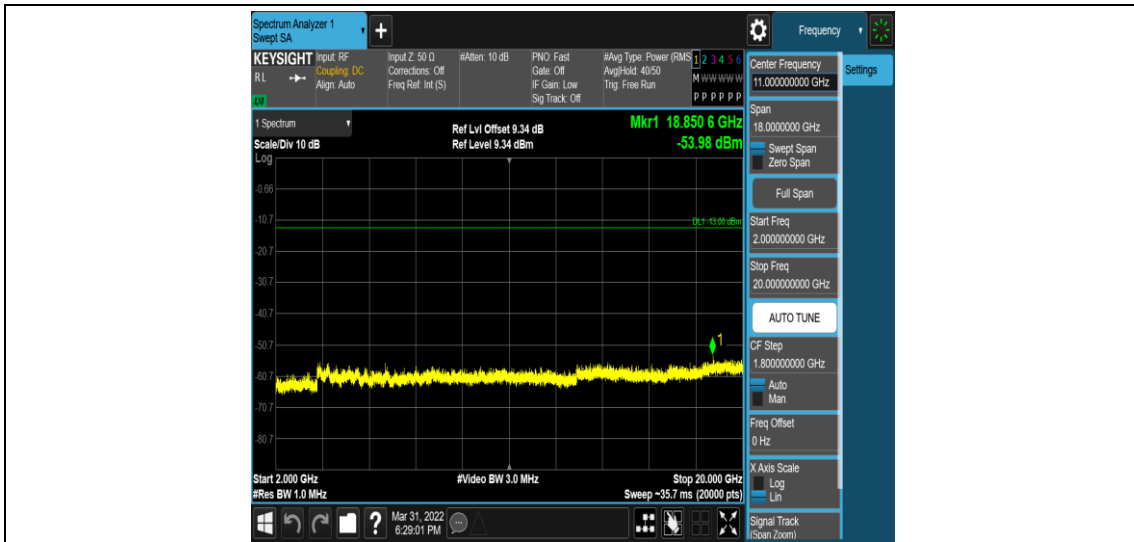 Spectrum Analyzer 1
Swept SA
+
Frequency
KEYSIGHT
RL
LXI
Input: RF
Coupling: DC
Align: Auto
Input Z: 50 Ω
Corrections: Off
Freq Ref: Int (S)
#Atten: 10 dB
PNO: Fast
Gate: Off
IF Gain: Low
Sig Track: Off
#Avg Type: Power (RMS
Avg|Hold: 40/50
Trig: Free Run
1 2 3 4 5 6
M W W W W W
P P P P P P
1 Spectrum
Scale/Div 10 dB
Log
Ref Lvl Offset 9.34 dB
Ref Level 9.34 dBm
Mkr1 18.850 6 GHz
-53.98 dBm
-0.66
-10.7
DL1 -13.00 dBm
-20.7
-30.7
-40.7
-50.7
1
-60.7
-70.7
-80.7
Start 2.000 GHz
#Res BW 1.0 MHz
#Video BW 3.0 MHz
Stop 20.000 GHz
Sweep ~35.7 ms (20000 pts)
Center Frequency
11.000000000 GHz
Settings
Span
18.0000000 GHz
Swept Span
Zero Span
Full Span
Start Freq
2.000000000 GHz
Stop Freq
20.000000000 GHz
AUTO TUNE
CF Step
1.800000000 GHz
Auto
Man
Freq Offset
0 Hz
X Axis Scale
Log
Lin
Signal Track
(Span Zoom)
?
Mar 31, 2022
6:29:01 PM